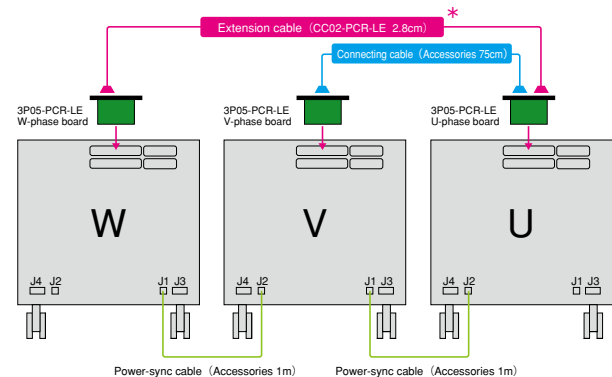 Extension cable（CC02-PCR-LE  2.8cm） *
Connecting cable（Accessories 75cm）
3P05-PCR-LE
W-phase board
3P05-PCR-LE
V-phase board
3P05-PCR-LE
U-phase board
W
V
U
J4 J2 J1 J3
J4 J2 J1 J3
J4 J2 J1 J3
Power-sync cable（Accessories 1m）
Power-sync cable（Accessories 1m）